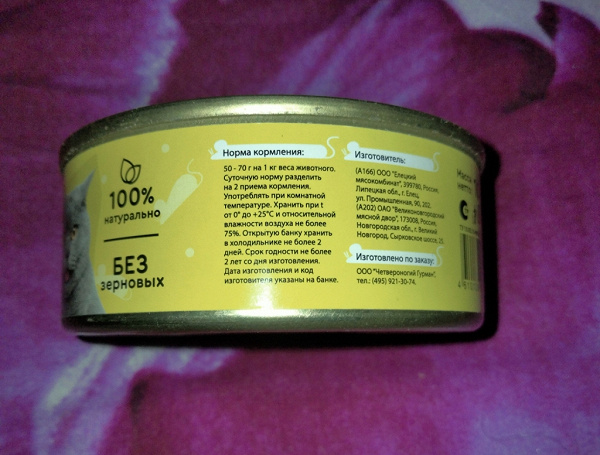 100%
натурально
БЕЗ
зерновых
Норма кормления:
50 - 70 г на 1 кг веса животного.
Суточную норму разделить
на 2 приема кормления.
Употреблять при комнатной
температуре. Хранить при t
от 0° до +25°С и относительной
влажности воздуха не более
75%. Открытую банку хранить
в холодильнике не более 2
дней. Срок годности не более
2 лет со дня изготовления.
Дата изготовления и код
изготовителя указаны на банке.
Изготовитель:
(А166) ОАО "Елецкий
мясокомбинат", 399780, Россия,
Липецкая обл., г. Елец,
ул. Промышленная, 90, 202.
(А202) ОАО "Великоновгородский
мясной двор", 173008, Россия,
Новгородская обл., г. Великий
Новгород, Сырковское шоссе, 20.
Изготовлено по заказу:
ООО "Четвероногий Гурман".
тел.: (495) 921-30-74.
Масса
нетто